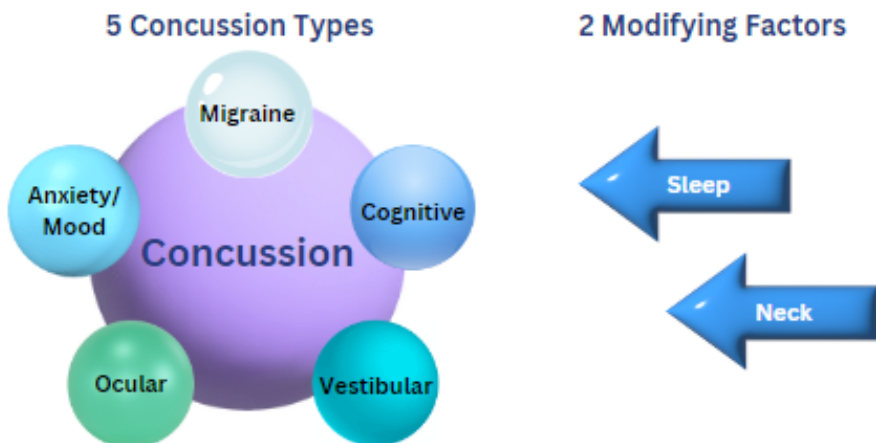 5 Concussion Types
2 Modifying Factors
Migraine
Anxiety/
Mood
Cognitive
Concussion
Ocular
Vestibular
Sleep
Neck